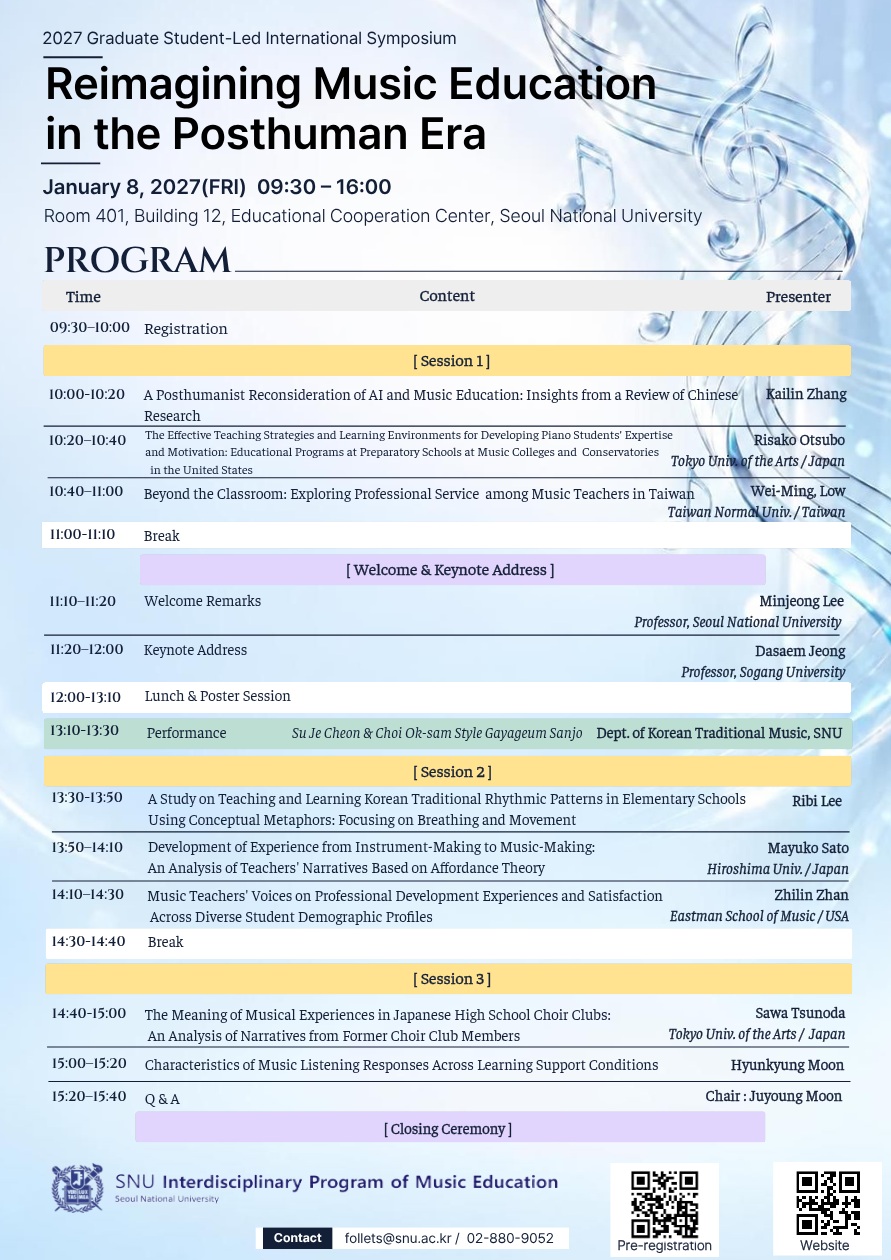 2027 Graduate Student-Led International Symposium
Reimagining Music Education
in the Posthuman Era
January 8, 2027(FRI)  09:30 – 16:00
Room 401, Building 12, Educational Cooperation Center, Seoul National University
PROGRAM
Time Content Presenter
09:30–10:00 Registration
[ Session 1 ]
10:00-10:20 A Posthumanist Reconsideration of AI and Music Education: Insights from a Review of Chinese Kailin Zhang
Research
The Effective Teaching Strategies and Learning Environments for Developing Piano Students' Expertise
10:20–10:40 Risako Otsubo
and Motivation: Educational Programs at Preparatory Schools at Music Colleges and Conservatories
Tokyo Univ. of the Arts / Japan
in the United States
10:40–11:00 Beyond the Classroom: Exploring Professional Service among Music Teachers in Taiwan Wei-Ming, Low
Taiwan Normal Univ. / Taiwan
11:00-11:10 Break
[ Welcome & Keynote Address ]
11:10–11:20 Welcome Remarks Minjeong Lee
Professor, Seoul National University
11:20–12:00 Keynote Address Dasaem Jeong
Professor, Sogang University
12:00-13:10 Lunch & Poster Session
13:10-13:30 Performance Su Je Cheon & Choi Ok-sam Style Gayageum Sanjo Dept. of Korean Traditional Music, SNU
[ Session 2 ]
13:30-13:50 A Study on Teaching and Learning Korean Traditional Rhythmic Patterns in Elementary Schools Ribi Lee
Using Conceptual Metaphors: Focusing on Breathing and Movement
13:50–14:10 Development of Experience from Instrument-Making to Music-Making: Mayuko Sato
An Analysis of Teachers' Narratives Based on Affordance Theory Hiroshima Univ. / Japan
14:10–14:30 Music Teachers' Voices on Professional Development Experiences and Satisfaction Zhilin Zhan
Across Diverse Student Demographic Profiles Eastman School of Music / USA
14:30-14:40 Break
[ Session 3 ]
14:40-15:00 The Meaning of Musical Experiences in Japanese High School Choir Clubs: Sawa Tsunoda
An Analysis of Narratives from Former Choir Club Members Tokyo Univ. of the Arts / Japan
15:00–15:20 Characteristics of Music Listening Responses Across Learning Support Conditions Hyunkyung Moon
15:20–15:40 Q & A Chair : Juyoung Moon
[ Closing Ceremony ]
SNU Interdisciplinary Program of Music Education
Seoul National University
Pre-registration Website
Contact follets@snu.ac.kr / 02-880-9052